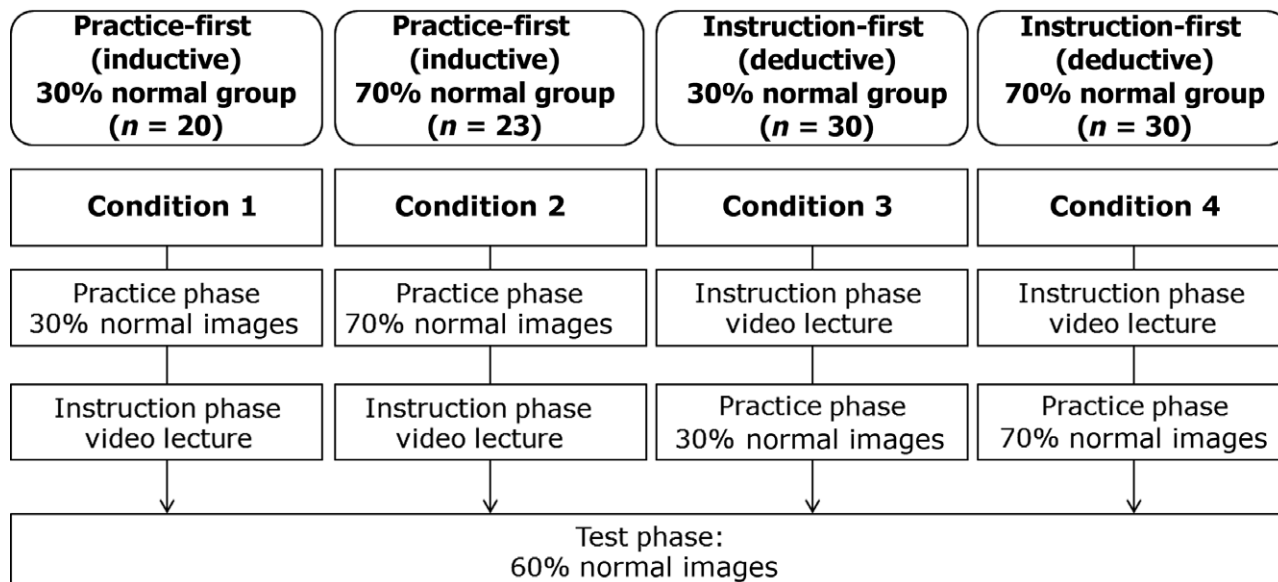 Practice-first
(inductive)
30% normal group
(n = 20)
Practice-first
(inductive)
70% normal group
(n = 23)
Instruction-first
(deductive)
30% normal group
(n = 30)
Instruction-first
(deductive)
70% normal group
(n = 30)
Condition 1
Condition 2
Condition 3
Condition 4
Practice phase
30% normal images
Practice phase
70% normal images
Instruction phase
video lecture
Instruction phase
video lecture
Instruction phase
video lecture
Instruction phase
video lecture
Practice phase
30% normal images
Practice phase
70% normal images
Test phase:
60% normal images